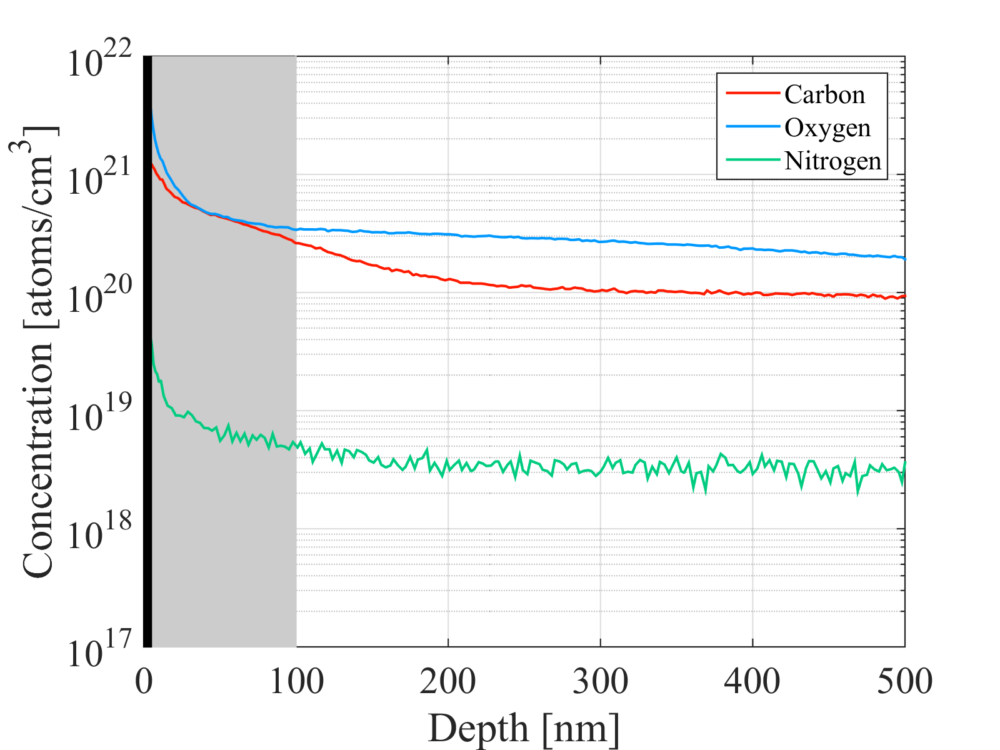 10^22
10^21
10^20
10^19
10^18
10^17
Concentration [atoms/cm^3]
Carbon
Oxygen
Nitrogen
0 100 200 300 400 500
Depth [nm]